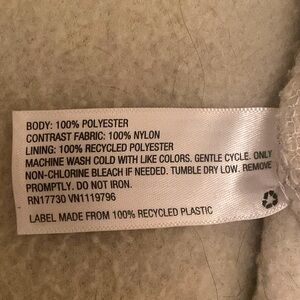 BODY: 100% POLYESTER
CONTRAST FABRIC: 100% NYLON
LINING: 100% RECYCLED POLYESTER
MACHINE WASH COLD WITH LIKE COLORS. GENTLE CYCLE. ONLY
NON-CHLORINE BLEACH IF NEEDED. TUMBLE DRY LOW. REMOVE
PROMPTLY. DO NOT IRON.
RN17730 VN1119796
LABEL MADE FROM 100% RECYCLED PLASTIC